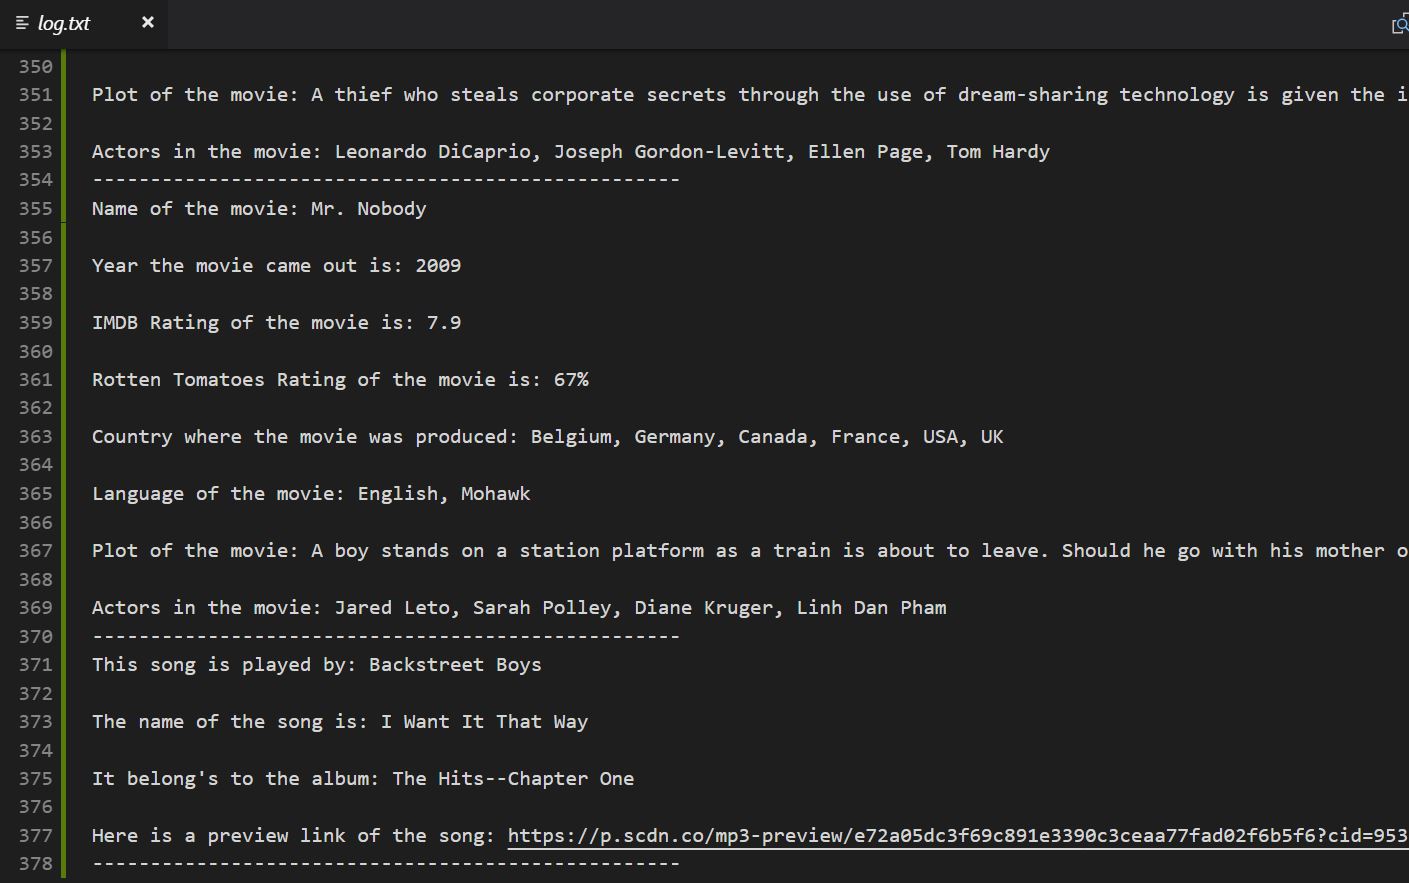 log.txt
350
351 Plot of the movie: A thief who steals corporate secrets through the use of dream-sharing technology is given the i
352
353 Actors in the movie: Leonardo DiCaprio, Joseph Gordon-Levitt, Ellen Page, Tom Hardy
354 ---------------------------------------------------
355 Name of the movie: Mr. Nobody
356
357 Year the movie came out is: 2009
358
359 IMDB Rating of the movie is: 7.9
360
361 Rotten Tomatoes Rating of the movie is: 67%
362
363 Country where the movie was produced: Belgium, Germany, Canada, France, USA, UK
364
365 Language of the movie: English, Mohawk
366
367 Plot of the movie: A boy stands on a station platform as a train is about to leave. Should he go with his mother o
368
369 Actors in the movie: Jared Leto, Sarah Polley, Diane Kruger, Linh Dan Pham
370 ---------------------------------------------------
371 This song is played by: Backstreet Boys
372
373 The name of the song is: I Want It That Way
374
375 It belong's to the album: The Hits--Chapter One
376
377 Here is a preview link of the song: https://p.scdn.co/mp3-preview/e72a05dc3f69c891e3390c3ceaa77fad02f6b5f6?cid=953
378 ---------------------------------------------------